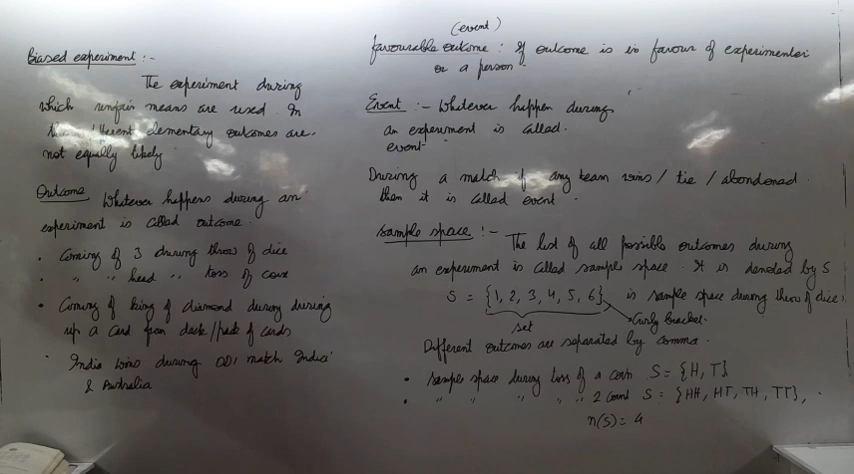 Biased experiment :-
The experiment during
which unfair means are used. In
elementary outcomes are
not equally likely
Outcome Whatever happens during an
experiment is called outcome.
• Coming of 3 during throw of dice
• " " head " toss of coin
• Coming of king of diamond during
up a card from deck/pack of cards
• India wins during ODI match India
& Australia
(event)
favourable outcome : If outcome is in favour of experimenter
or a person.
Event :- Whatever happen during
an experiment is called
event
During a match if any team wins / tie / abondoned
then it is called event.
Sample space :- The list of all possible outcomes during
an experiment is called sample space. It is denoted by S
S = {1, 2, 3, 4, 5, 6} is sample space during throw of dice.
set
Curly bracket.
Different outcomes are separated by comma.
• Sample space during toss of a coin S = {H, T}
• " " " " " 2 coins S = {HH, HT, TH, TT},
n(S) = 4